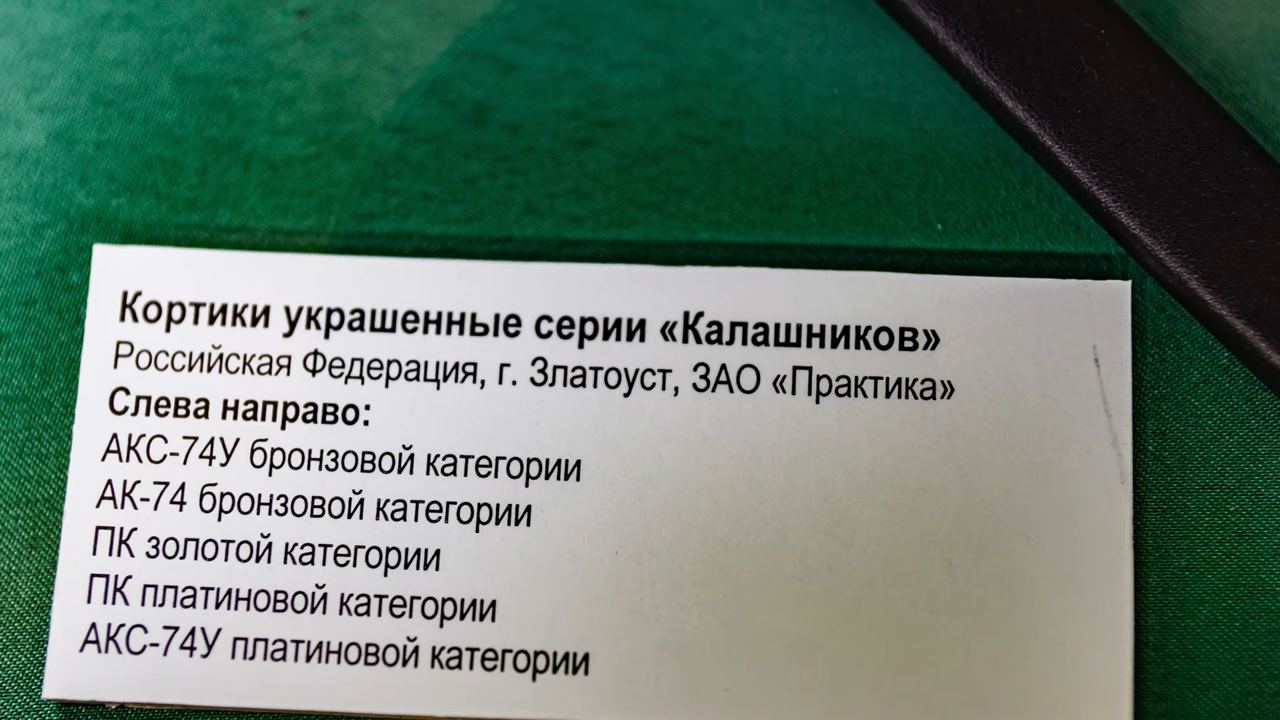 Кортики украшенные серии «Калашников»
Российская Федерация, г. Златоуст, ЗАО «Практика»
Слева направо:
АКС-74У бронзовой категории
АК-74 бронзовой категории
ПК золотой категории
ПК платиновой категории
АКС-74У платиновой категории